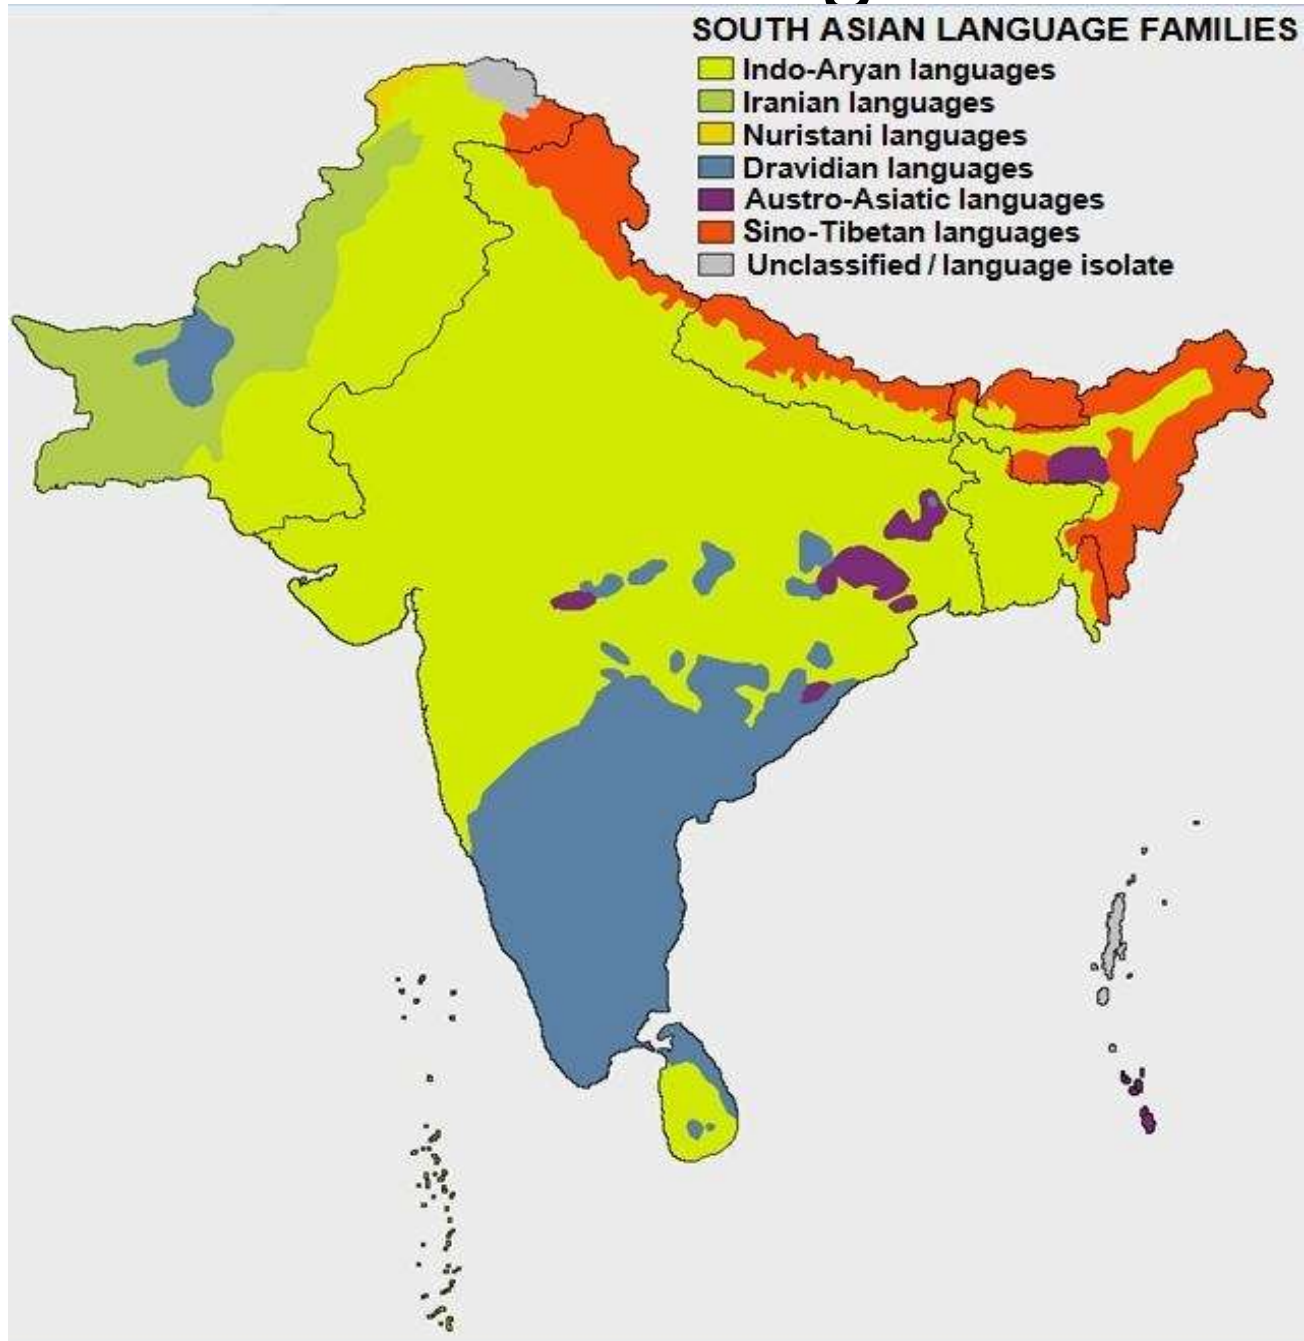 SOUTH ASIAN LANGUAGE FAMILIES
Indo-Aryan languages
Iranian languages
Nuristani languages
Dravidian languages
Austro-Asiatic languages
Sino-Tibetan languages
Unclassified / language isolate